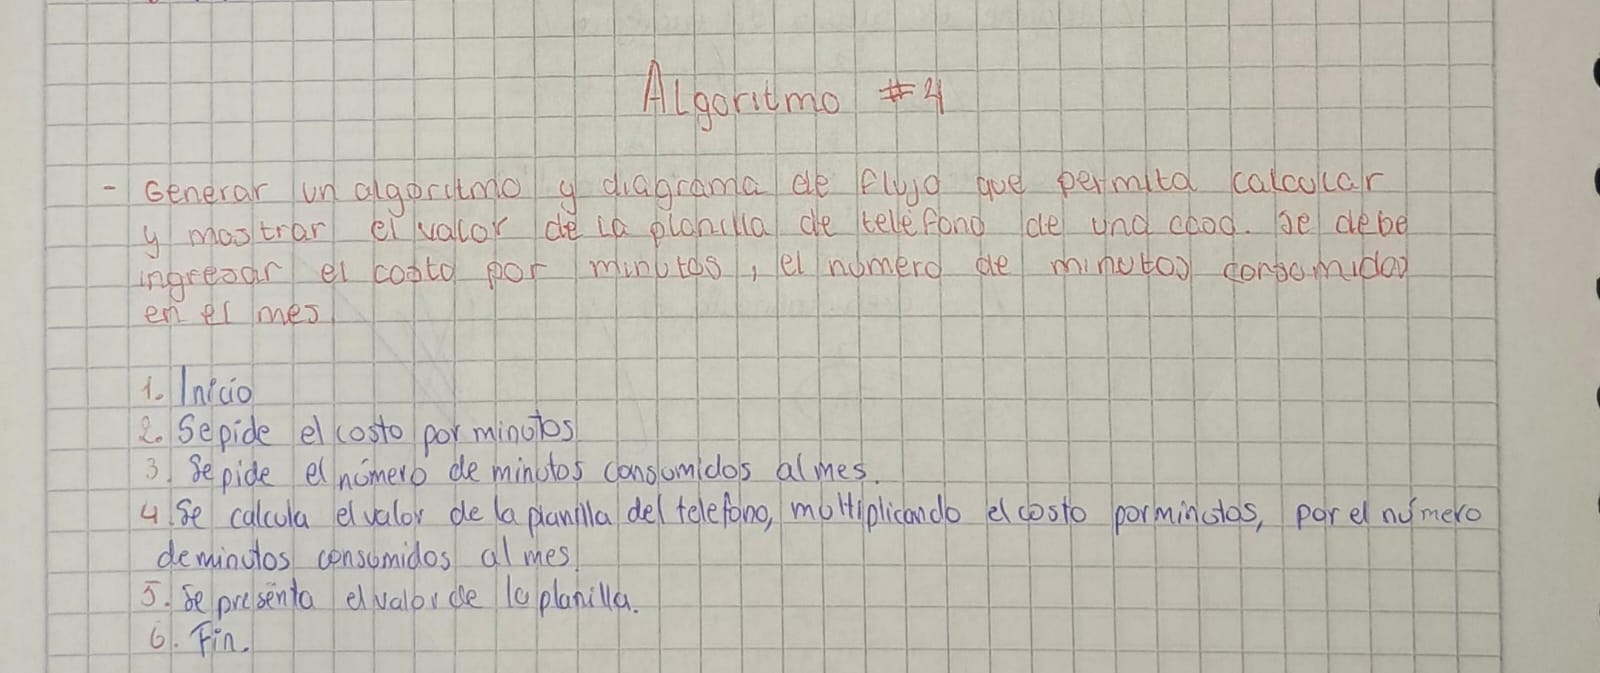 Algoritmo #4
- Generar un algoritmo y diagrama de flujo que permita calcular
y mostrar el valor de la planilla de telefono de una casa. Se debe
ingresar el costo por minutos, el numero de minutos consumidos
en el mes
1. Inicio
2. Se pide el costo por minutos
3. Se pide el número de minutos consumidos al mes.
4. Se calcula el valor de la planilla del telefono, multiplicando el costo por minutos, por el número
de minutos consumidos al mes.
5. Se presenta el valor de la planilla.
6. Fin.